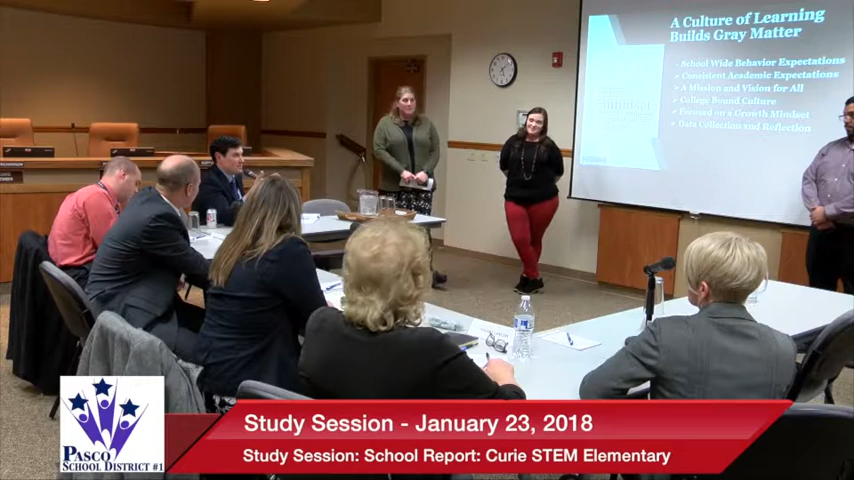 A Culture of Learning
Builds Gray Matter
School Wide Behavior Expectations
Consistent Academic Expectations
A Mission and Vision for All
College Bound Culture
Focused on a Growth Mindset
Data Collection and Reflection
mindset
PASCO
SCHOOL DISTRICT #1
Study Session - January 23, 2018
Study Session: School Report: Curie STEM Elementary